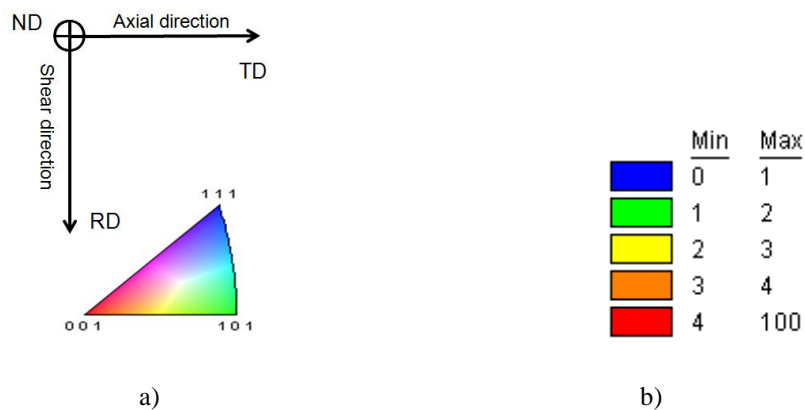 ND
Axial direction
TD
Shear direction
RD
1 1 1
0 0 1
1 0 1
Min Max
0 1
1 2
2 3
3 4
4 100
a)
b)